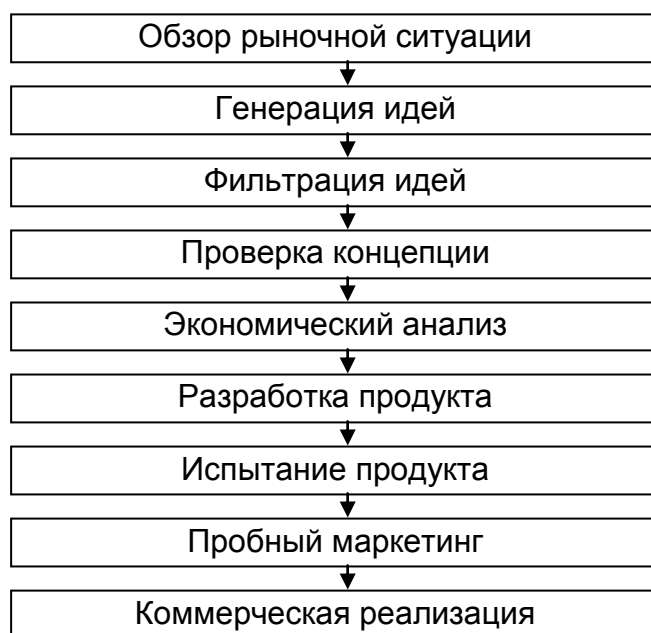 Обзор рыночной ситуации
Генерация идей
Фильтрация идей
Проверка концепции
Экономический анализ
Разработка продукта
Испытание продукта
Пробный маркетинг
Коммерческая реализация